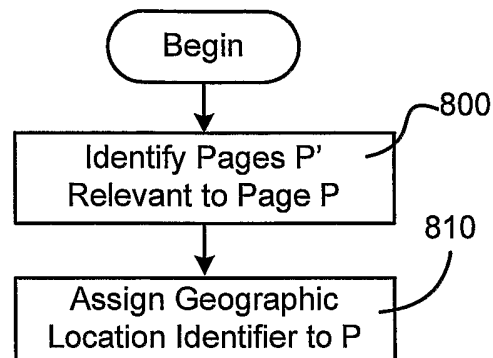 Begin
800
Identify Pages P'
Relevant to Page P
810
Assign Geographic
Location Identifier to P